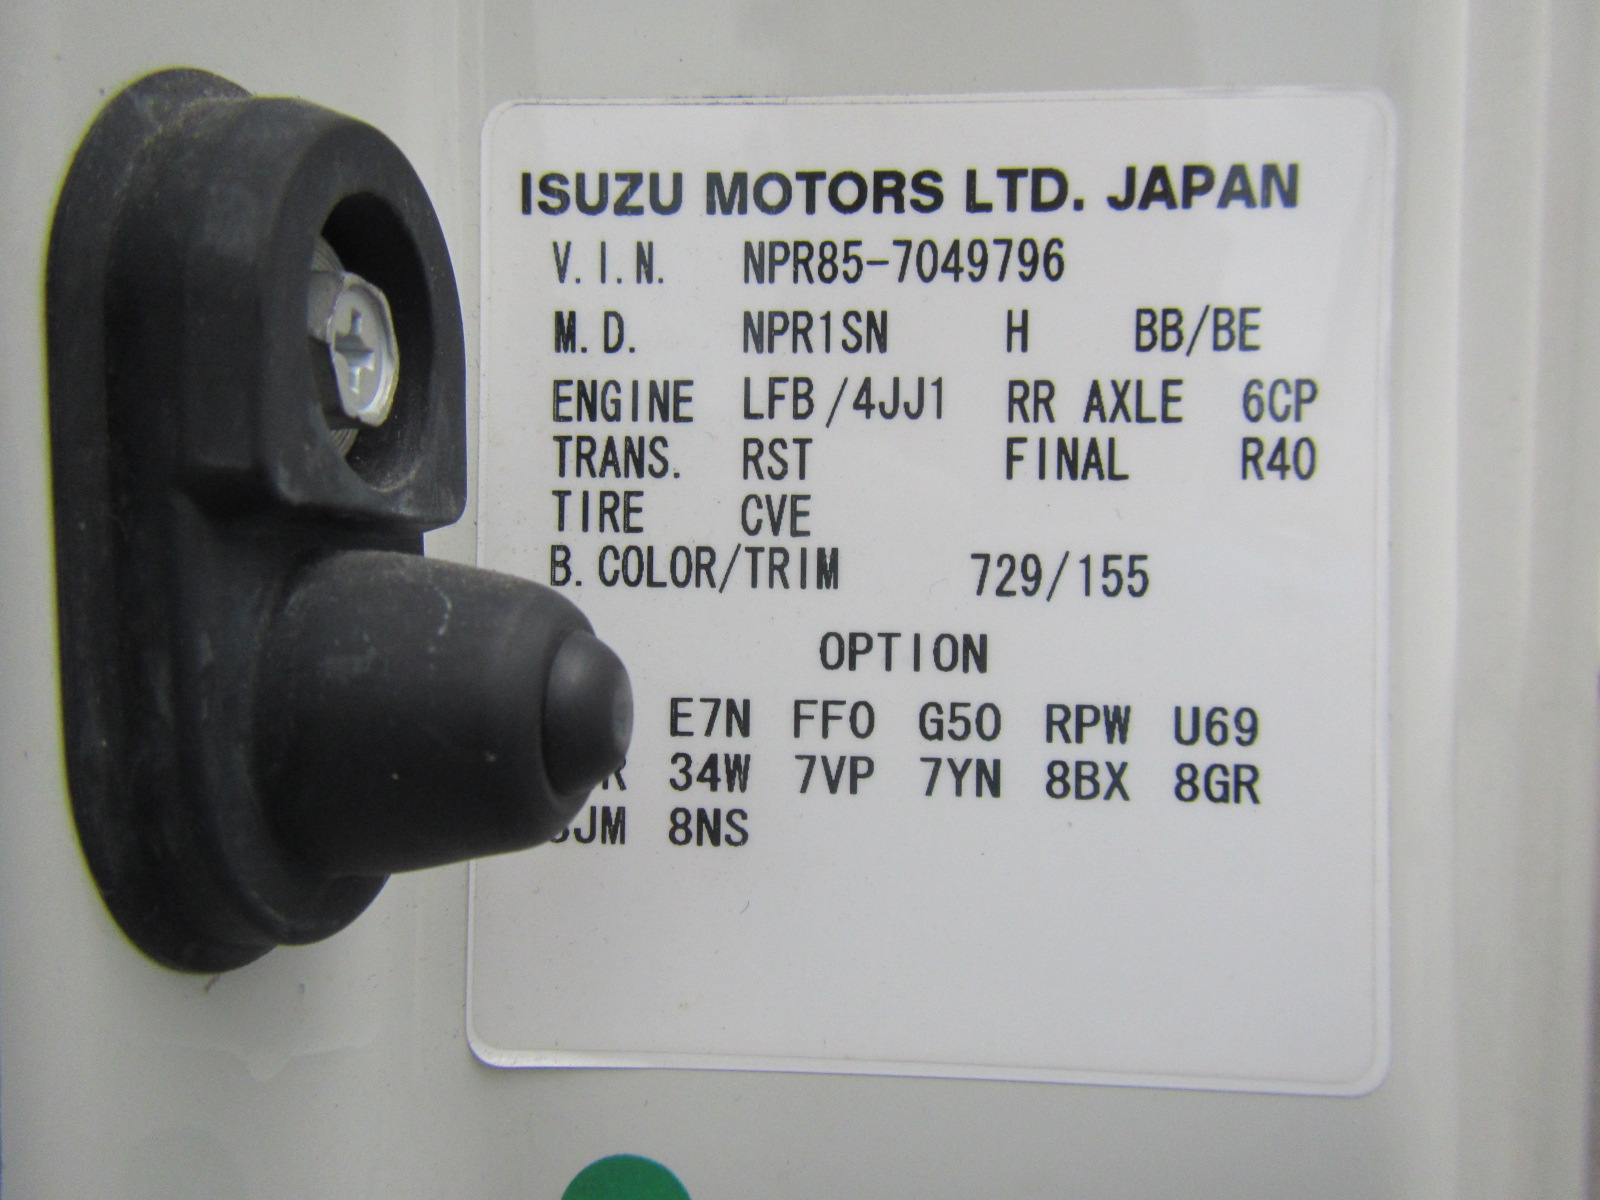 ISUZU MOTORS LTD. JAPAN
V.I.N. NPR85-7049796
M.D. NPR1SN H BB/BE
ENGINE LFB/4JJ1 RR AXLE 6CP
TRANS. RST FINAL R40
TIRE CVE
B.COLOR/TRIM 729/155
OPTION
E7N FF0 G50 RPW U69
34W 7VP 7YN 8BX 8GR
8NS